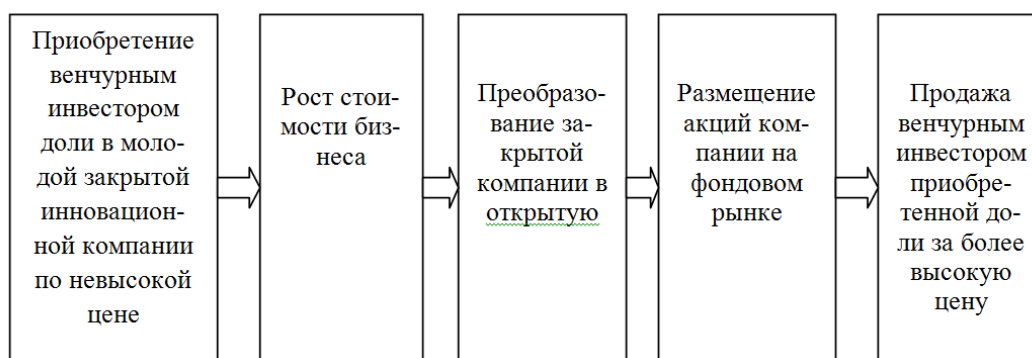 Приобретение
венчурным
инвестором
доли в моло-
дой закрытой
инновацион-
ной компании
по невысокой
цене
Рост стои-
мости биз-
неса
Преобразо-
вание за-
крытой
компании в
открытую
Размещение
акций ком-
пании на
фондовом
рынке
Продажа
венчурным
инвестором
приобре-
тенной до-
ли за более
высокую
цену